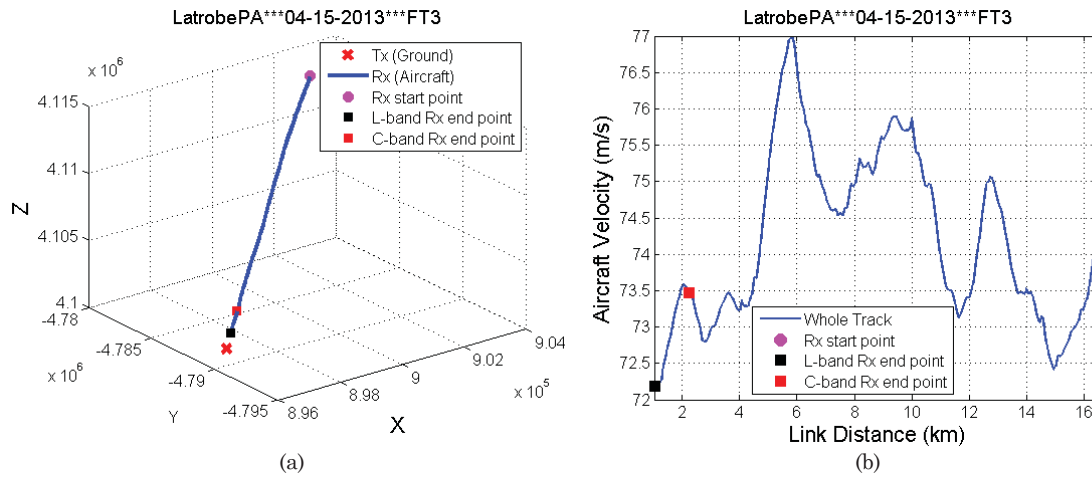 LatrobePA***04-15-2013***FT3
x 10^6
4.115
4.11
4.105
4.1
Z
-4.78
-4.785
-4.79
-4.795
x 10^6
Y
8.96
8.98
9
9.02
9.04
x 10^5
X
Tx (Ground)
Rx (Aircraft)
Rx start point
L-band Rx end point
C-band Rx end point
(a)
LatrobePA***04-15-2013***FT3
77
76.5
76
75.5
75
74.5
74
73.5
73
72.5
72
Aircraft Velocity (m/s)
Whole Track
Rx start point
L-band Rx end point
C-band Rx end point
2 4 6 8 10 12 14 16
Link Distance (km)
(b)